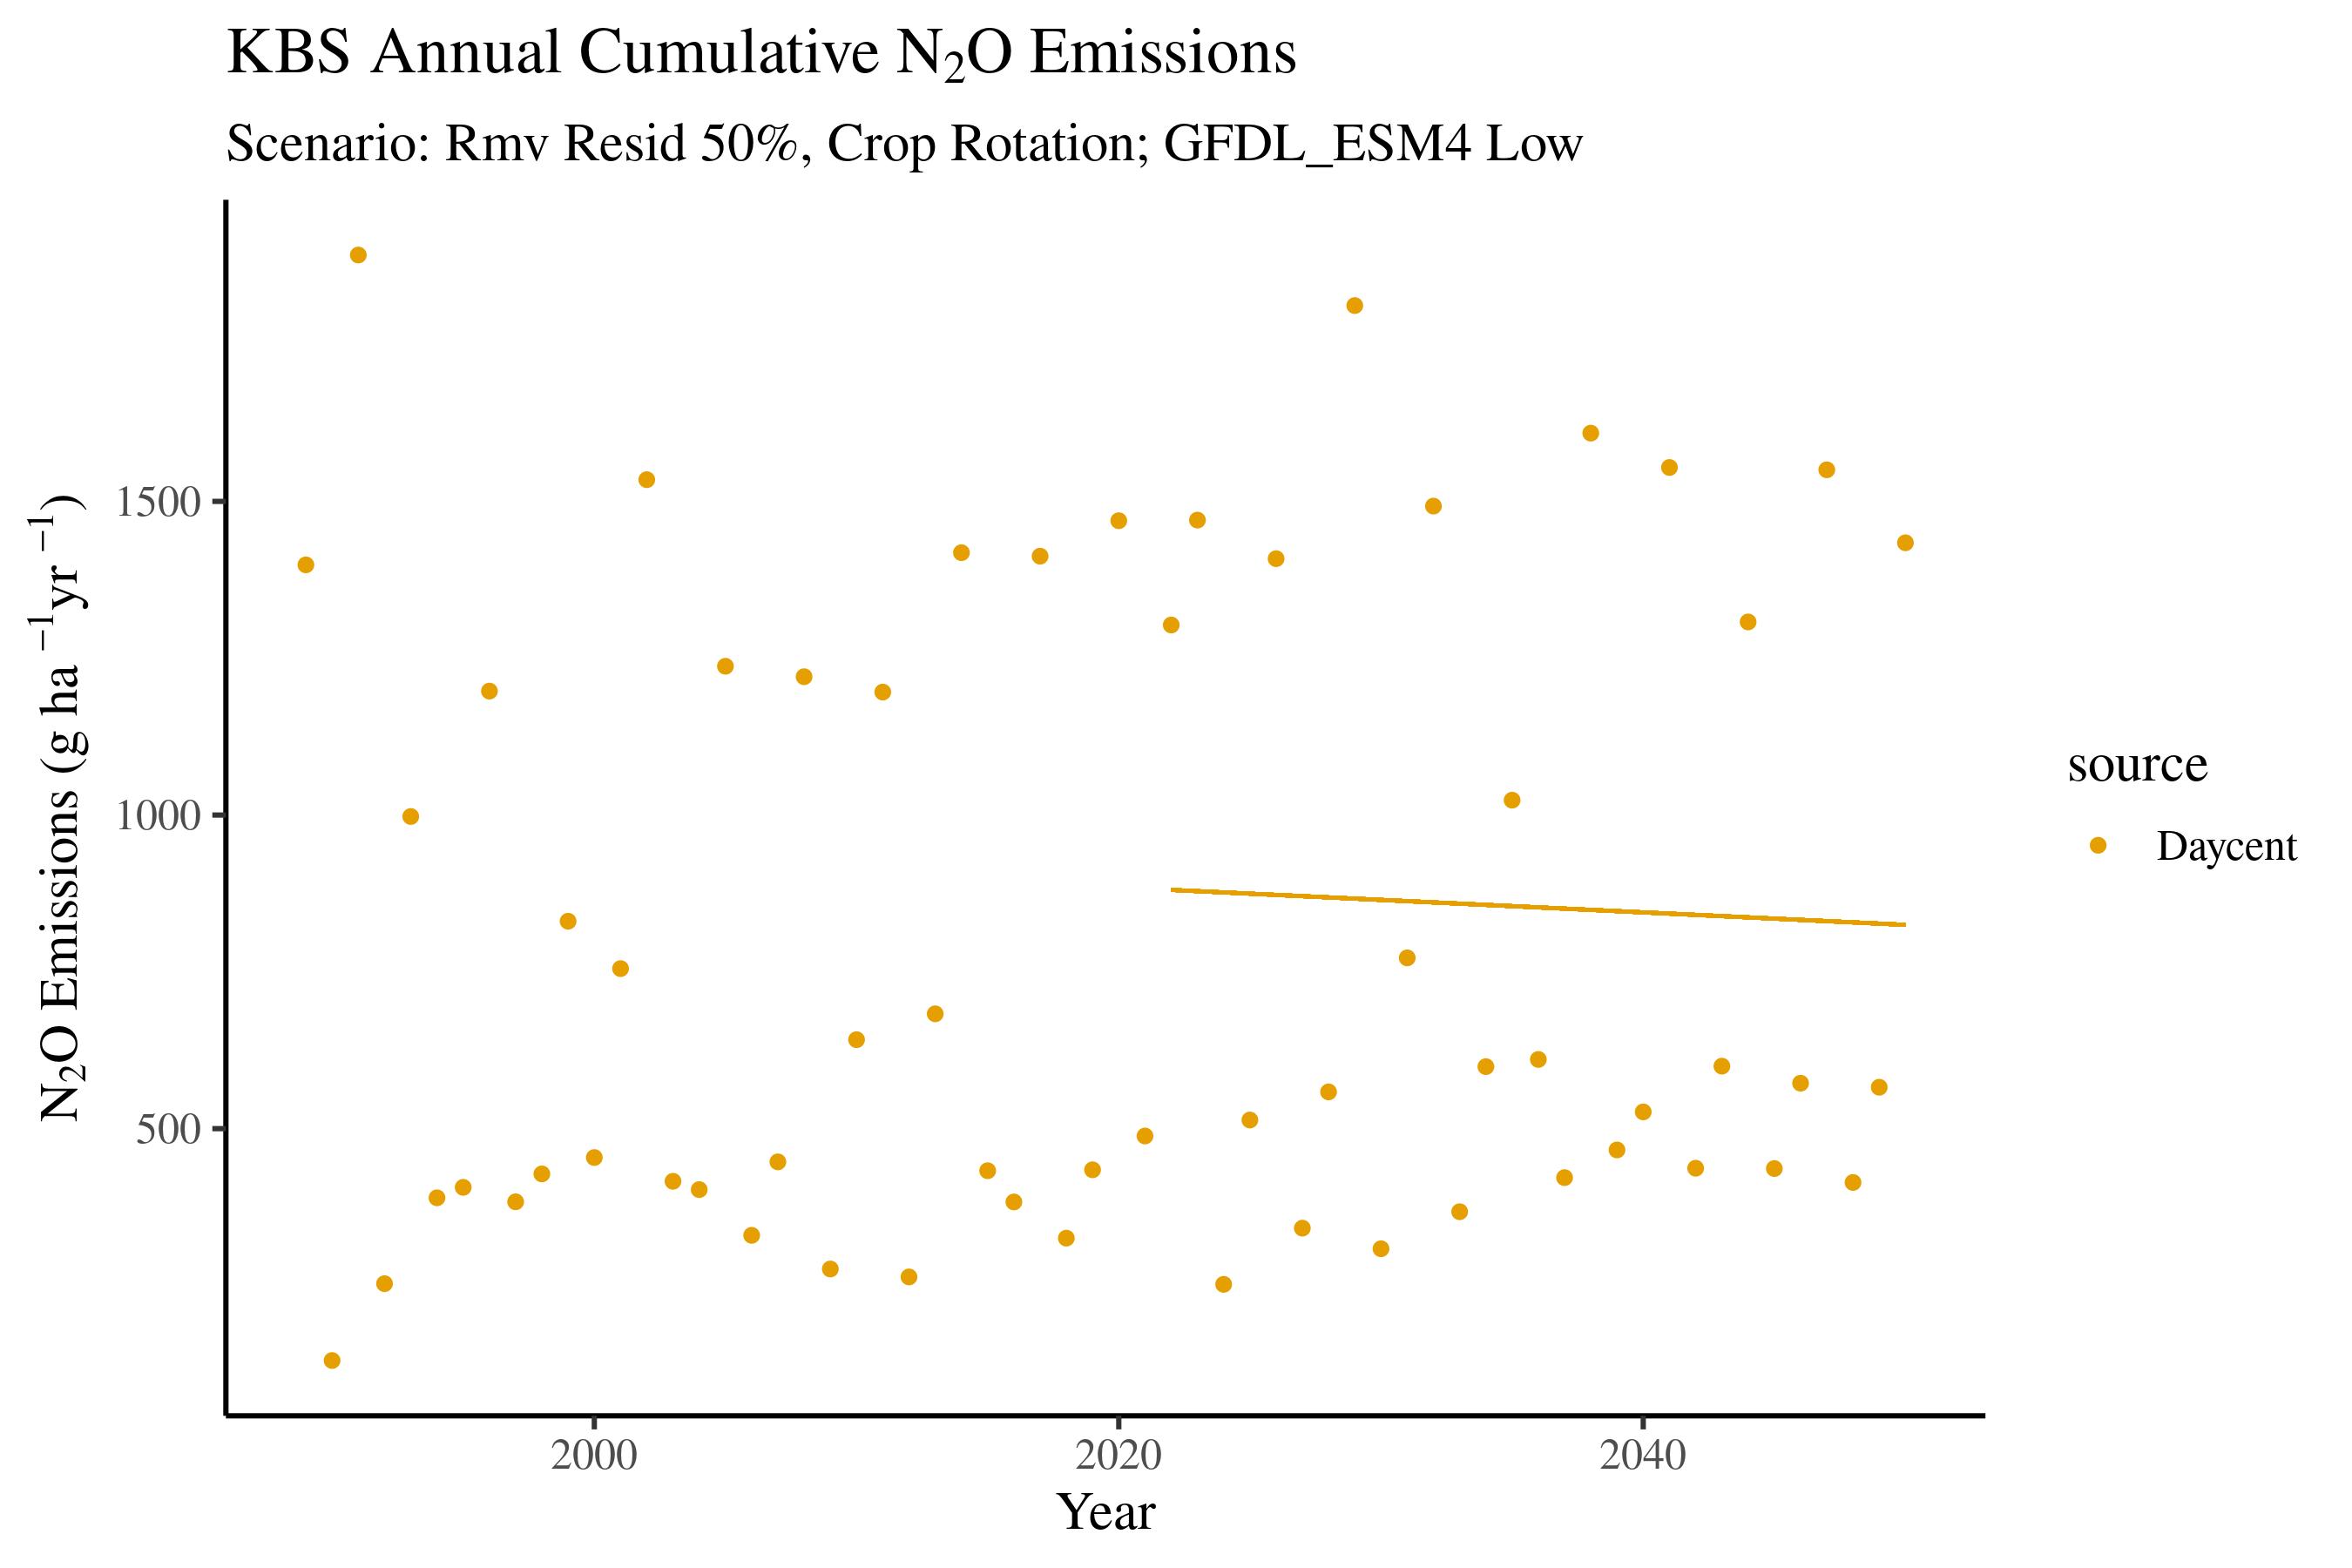 KBS Annual Cumulative N₂O Emissions
Scenario: Rmv Resid 50%, Crop Rotation; GFDL_ESM4 Low
N₂O Emissions (g ha ⁻¹yr ⁻¹)
1500
1000
500
2000 2020 2040
Year
source
Daycent